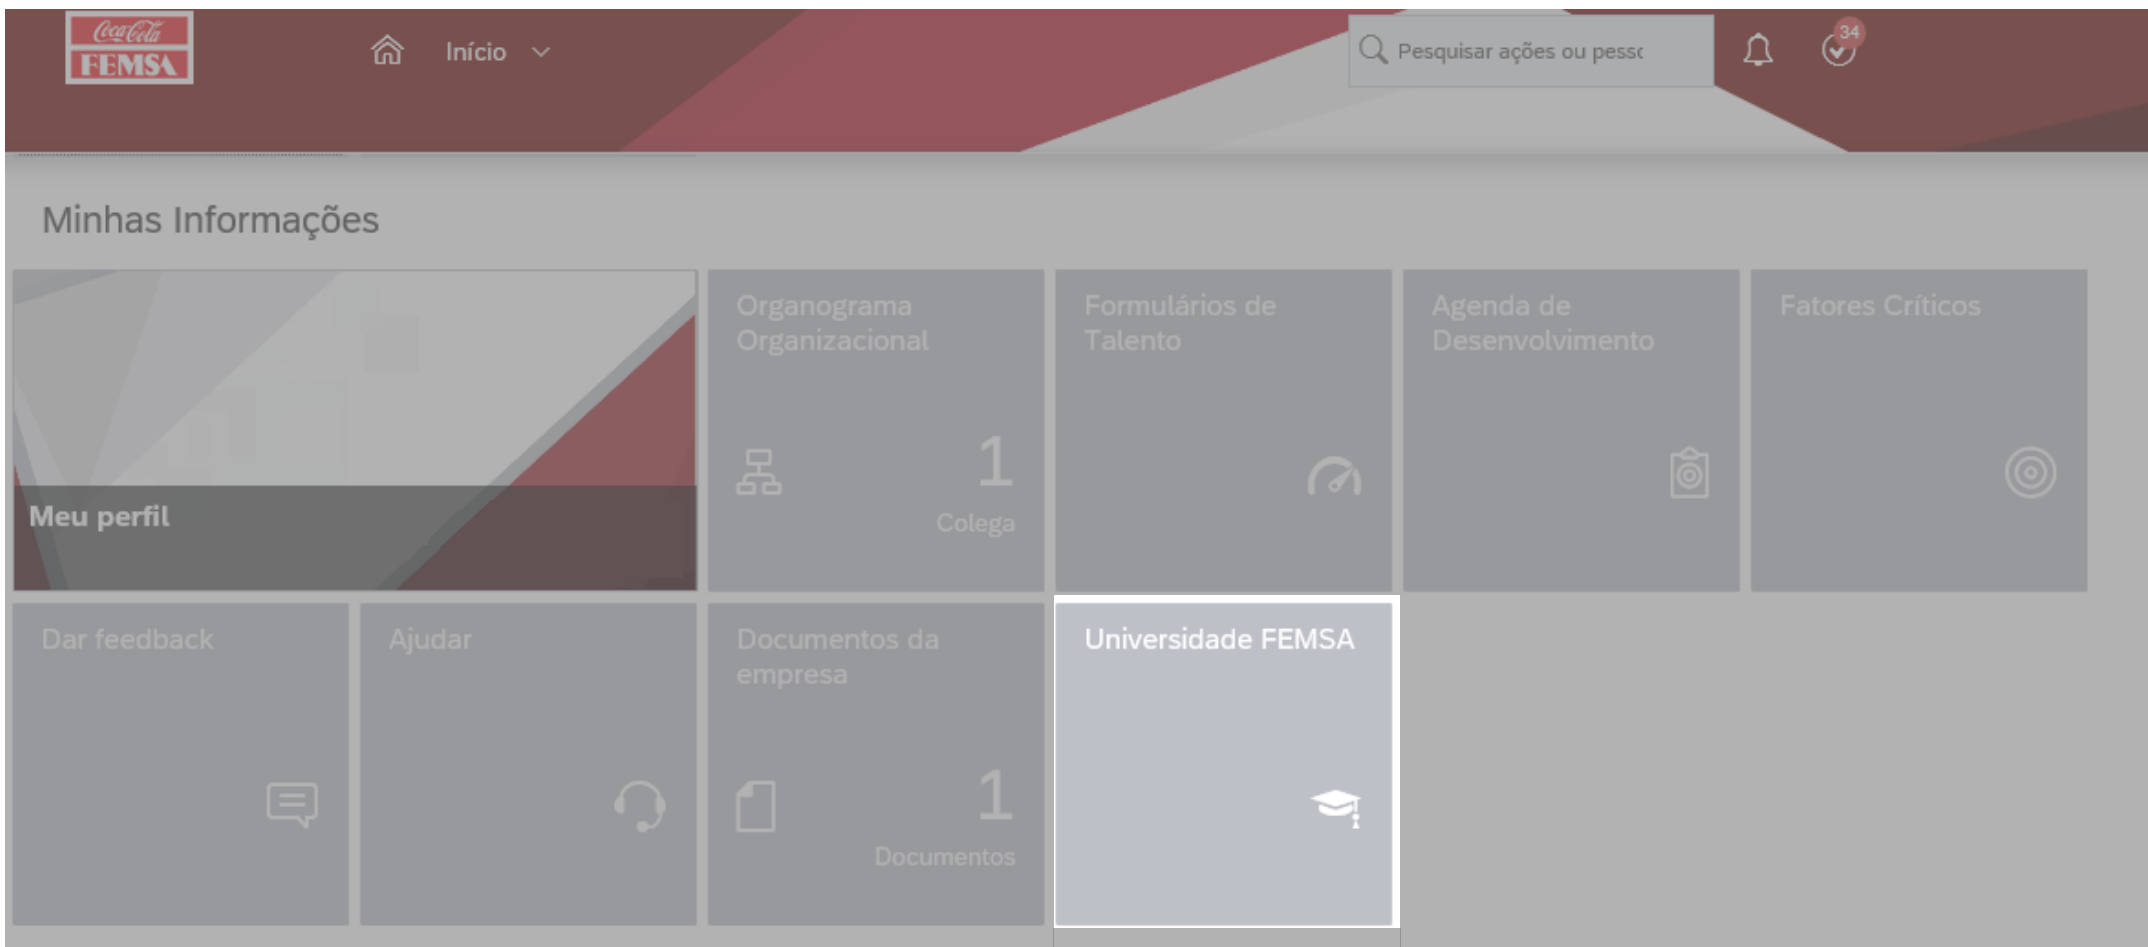 Coca-Cola
FEMSA
Início
Pesquisar ações ou pesso
34
Minhas Informações
Meu perfil
Organograma
Organizacional
1
Colega
Formulários de
Talento
Agenda de
Desenvolvimento
Fatores Críticos
Dar feedback
Ajudar
Documentos da
empresa
1
Documentos
Universidade FEMSA